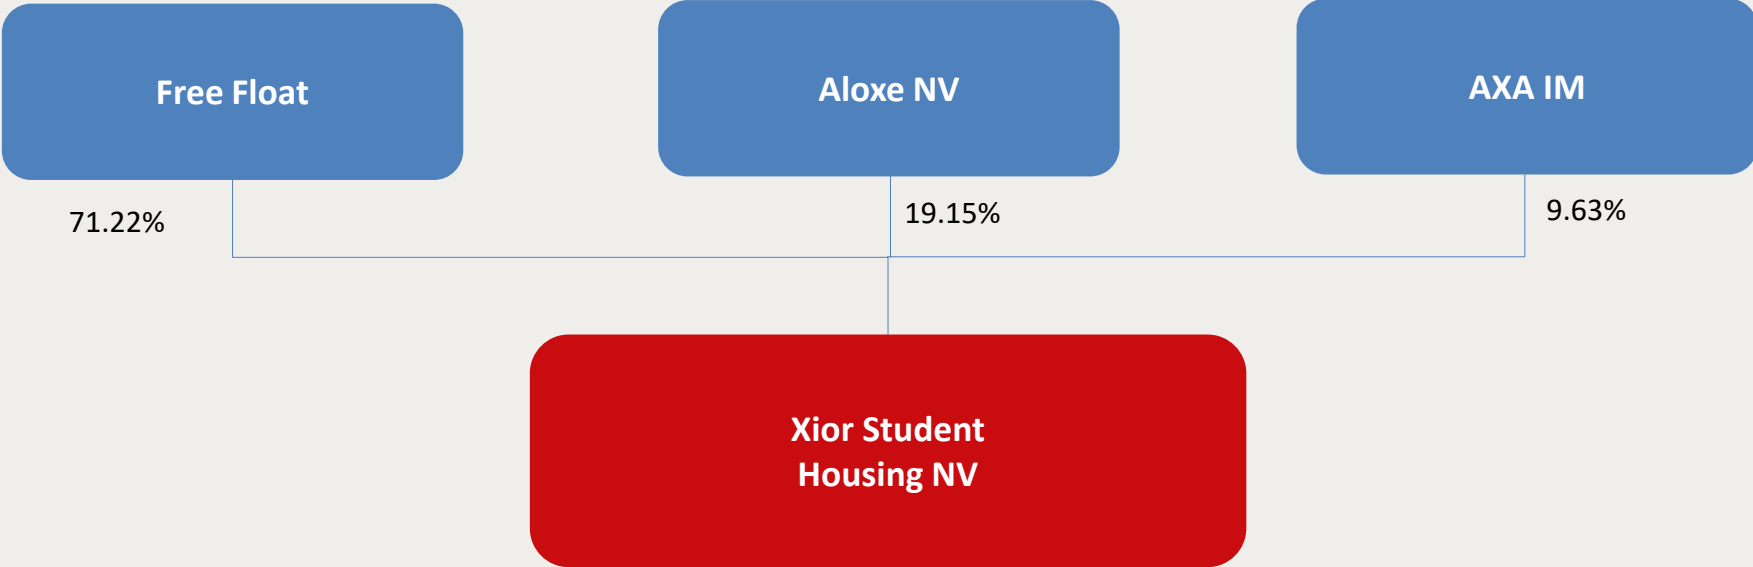 Free Float
Aloxe NV
AXA IM
71.22%
19.15%
9.63%
Xior Student
Housing NV